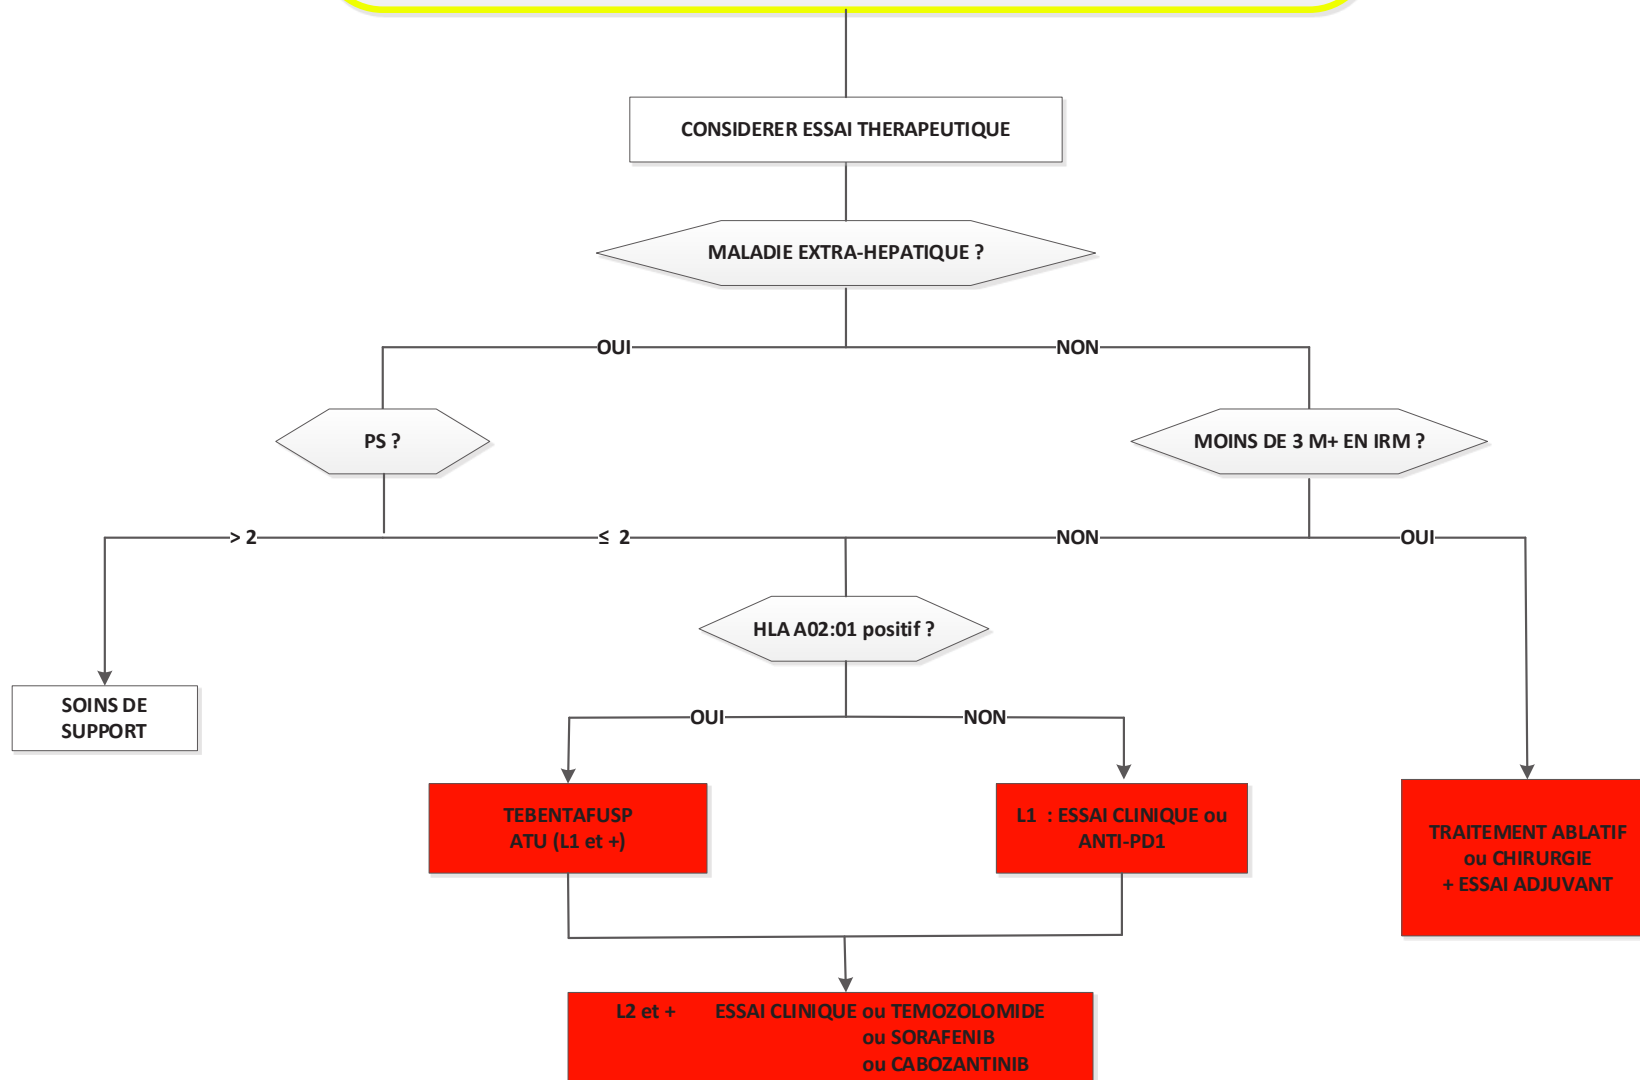 CONSIDERER ESSAI THERAPEUTIQUE
MALADIE EXTRA-HEPATIQUE ?
OUI
NON
PS ?
MOINS DE 3 M+ EN IRM ?
> 2
≤ 2
NON
OUI
HLA A02:01 positif ?
SOINS DE
SUPPORT
OUI
NON
TEBENTAFUSP
ATU (L1 et +)
L1 : ESSAI CLINIQUE ou
ANTI-PD1
TRAITEMENT ABLATIF
ou CHIRURGIE
+ ESSAI ADJUVANT
L2 et + ESSAI CLINIQUE ou TEMOZOLOMIDE
ou SORAFENIB
ou CABOZANTINIB